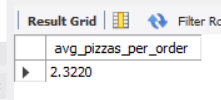 Result Grid Filter Ro
avg_pizzas_per_order
2.3220